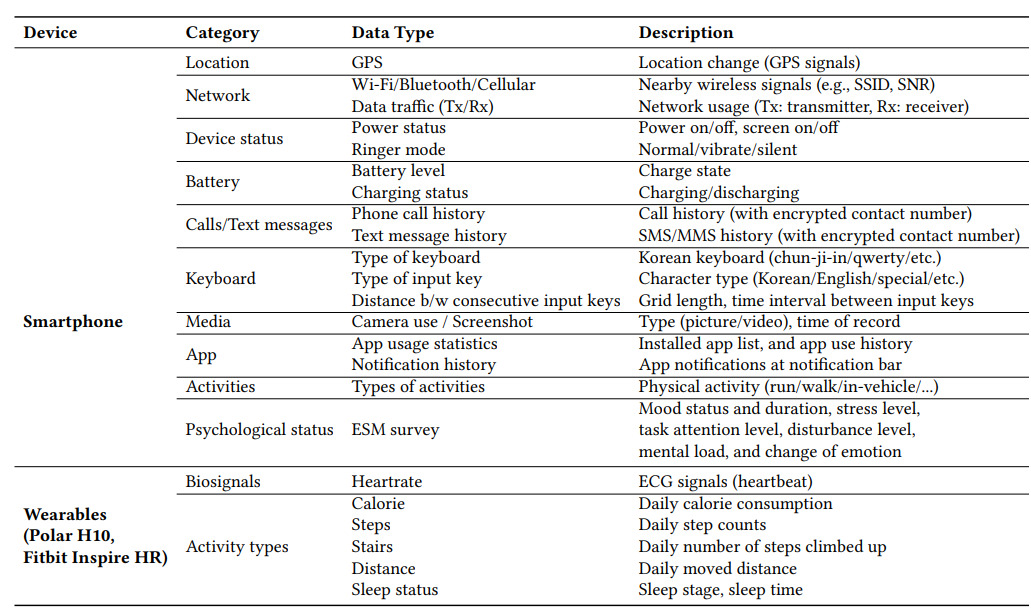 Device Category Data Type Description
Location GPS Location change (GPS signals)
Network Wi-Fi/Bluetooth/Cellular Nearby wireless signals (e.g., SSID, SNR)
Data traffic (Tx/Rx) Network usage (Tx: transmitter, Rx: receiver)
Device status Power status Power on/off, screen on/off
Ringer mode Normal/vibrate/silent
Battery Battery level Charge state
Charging status Charging/discharging
Calls/Text messages Phone call history Call history (with encrypted contact number)
Text message history SMS/MMS history (with encrypted contact number)
Keyboard Type of keyboard Korean keyboard (chun-ji-in/qwerty/etc.)
Type of input key Character type (Korean/English/special/etc.)
Distance b/w consecutive input keys Grid length, time interval between input keys
Smartphone Media Camera use / Screenshot Type (picture/video), time of record
App App usage statistics Installed app list, and app use history
Notification history App notifications at notification bar
Activities Types of activities Physical activity (run/walk/in-vehicle/...)
Psychological status ESM survey Mood status and duration, stress level,
task attention level, disturbance level,
mental load, and change of emotion
Biosignals Heartrate ECG signals (heartbeat)
Wearables
(Polar H10,
Fitbit Inspire HR)
Activity types Calorie Daily calorie consumption
Steps Daily step counts
Stairs Daily number of steps climbed up
Distance Daily moved distance
Sleep status Sleep stage, sleep time